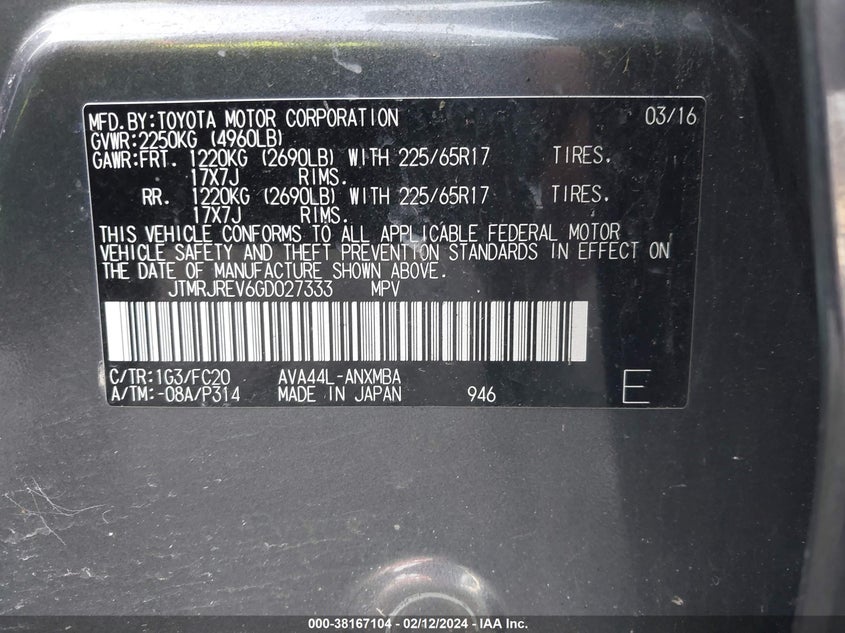 MFD.BY:TOYOTA MOTOR CORPORATION 03/16
GVWR:2250KG (4960LB)
GAWR:FRT. 1220KG (2690LB) WITH 225/65R17 TIRES.
17X7J RIMS.
RR. 1220KG (2690LB) WITH 225/65R17 TIRES.
17X7J RIMS.
THIS VEHICLE CONFORMS TO ALL APPLICABLE FEDERAL MOTOR
VEHICLE SAFETY AND THEFT PREVENTION STANDARDS IN EFFECT ON
THE DATE OF MANUFACTURE SHOWN ABOVE.
JTMRJREV6GD027333 MPV
C/TR:1G3/FC20 AVA44L-ANXMBA
A/TM:-08A/P314 MADE IN JAPAN 946 E
000-38167104 - 02/12/2024 - IAA Inc.